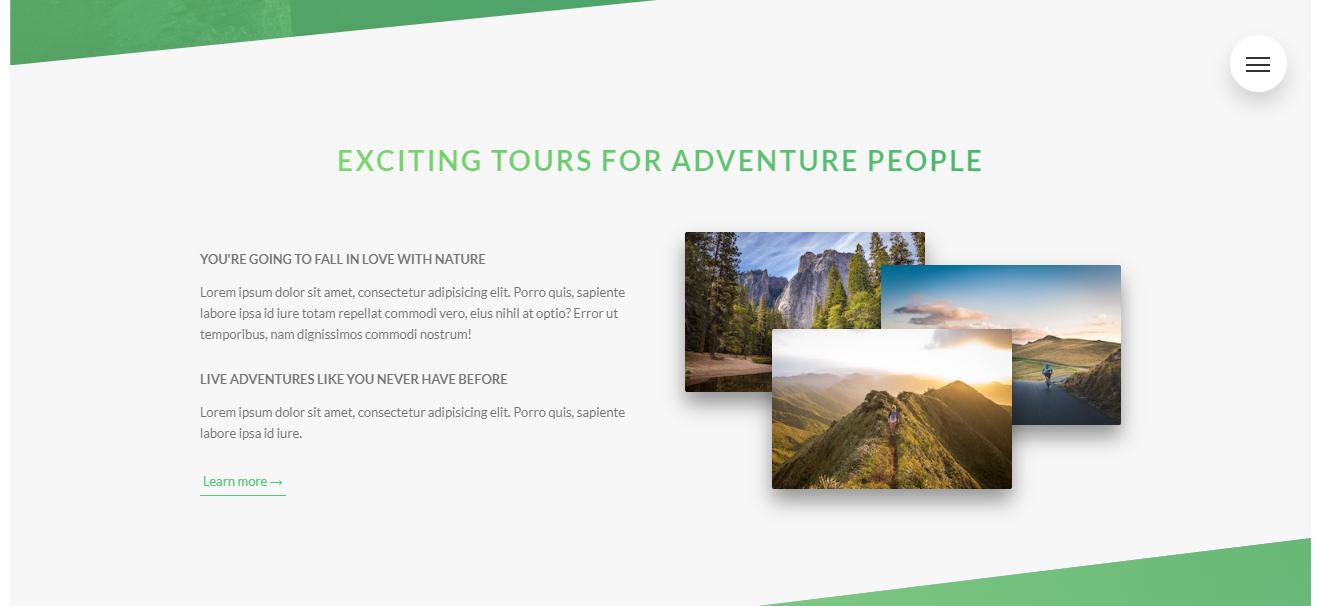 EXCITING TOURS FOR ADVENTURE PEOPLE
YOU'RE GOING TO FALL IN LOVE WITH NATURE
Lorem ipsum dolor sit amet, consectetur adipisicing elit. Porro quis, sapiente
labore ipsa id iure totam repellat commodi vero, eius nihil at optio? Error ut
temporibus, nam dignissimos commodi nostrum!
LIVE ADVENTURES LIKE YOU NEVER HAVE BEFORE
Lorem ipsum dolor sit amet, consectetur adipisicing elit. Porro quis, sapiente
labore ipsa id iure.
Learn more →